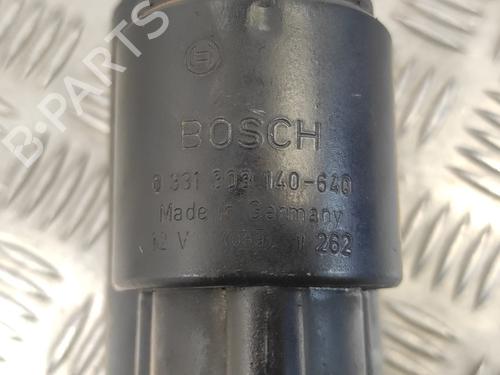 BOSCH
0 331 303 140-640
Made in Germany
12 V 262
B-PARTS